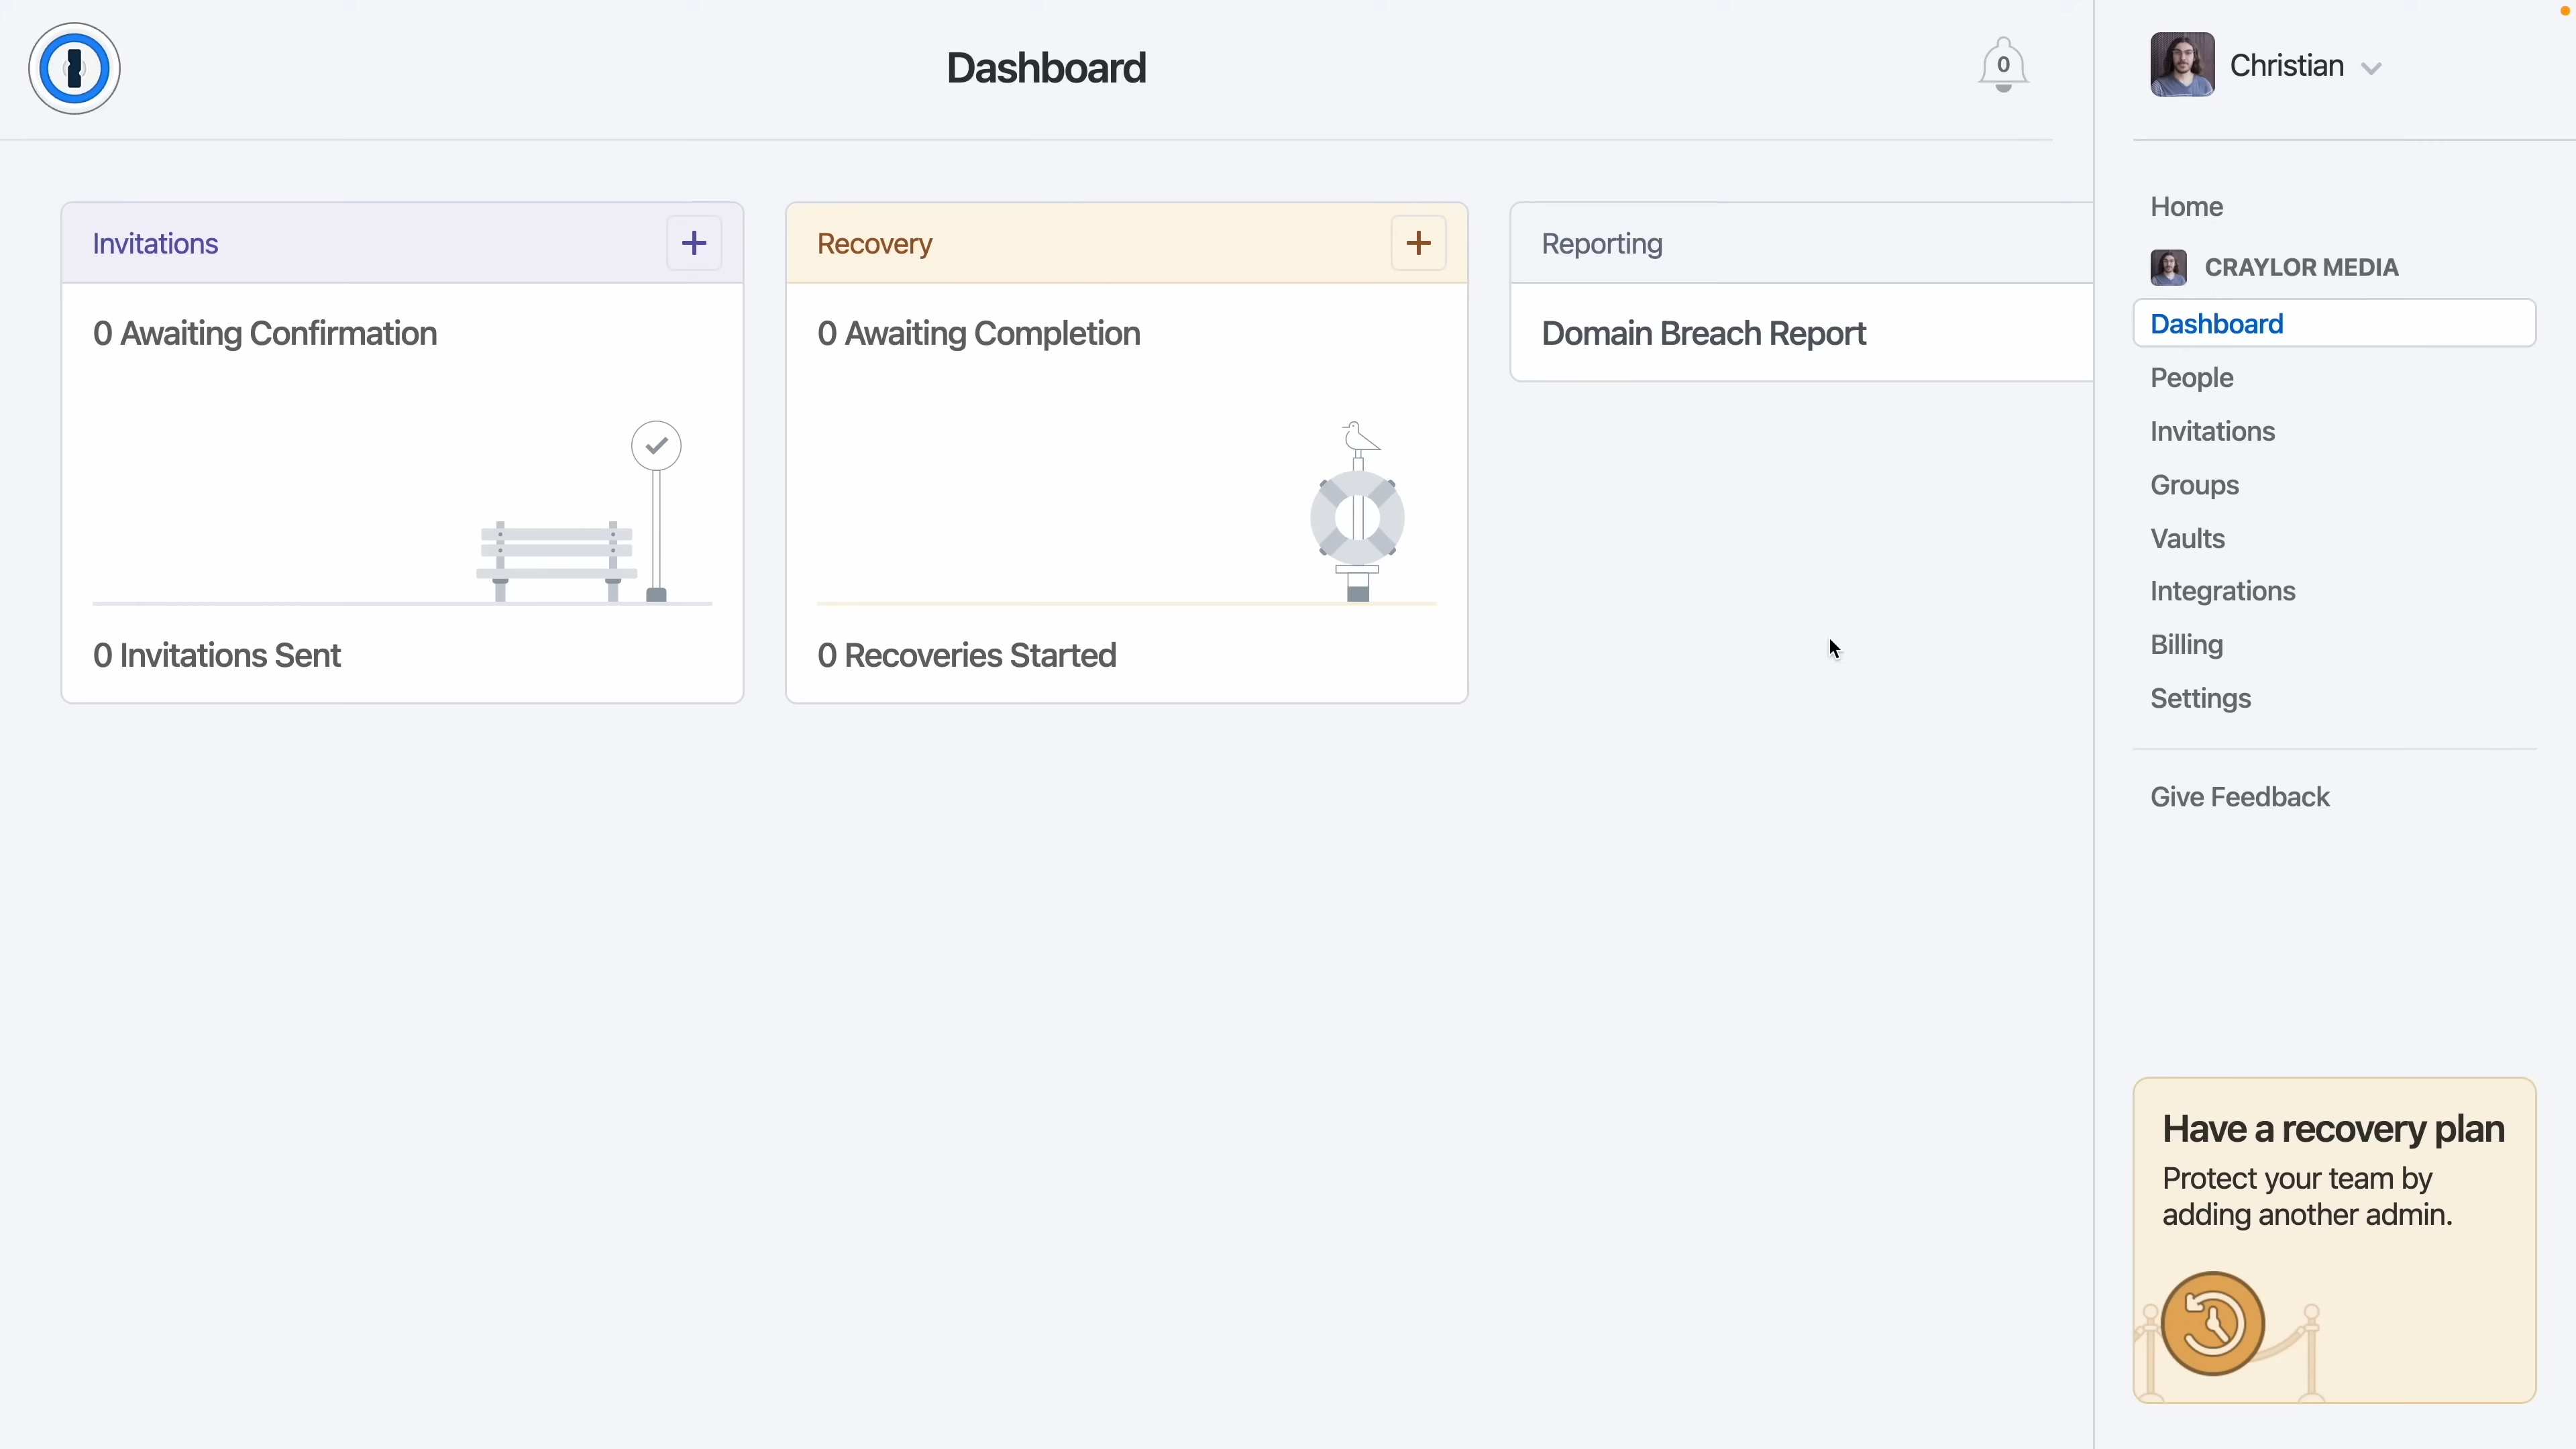 Dashboard
0
Christian
Invitations
+
Recovery
+
Reporting
0 Awaiting Confirmation
0 Awaiting Completion
Domain Breach Report
0 Invitations Sent
0 Recoveries Started
Home
CRAYLOR MEDIA
Dashboard
People
Invitations
Groups
Vaults
Integrations
Billing
Settings
Give Feedback
Have a recovery plan
Protect your team by
adding another admin.